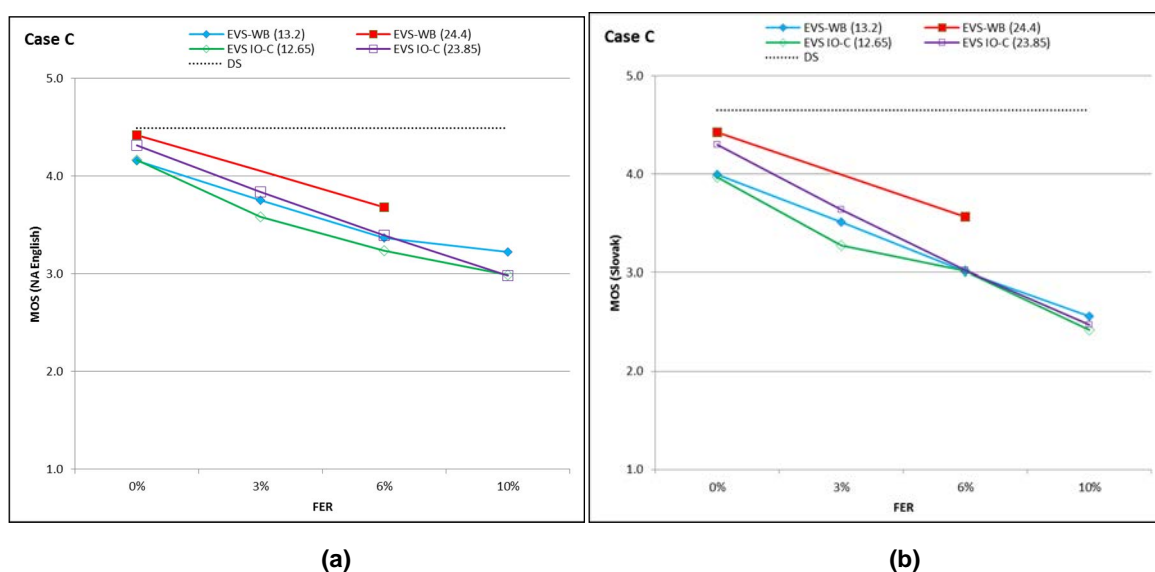 Case C
EVS-WB (13.2) EVS-WB (24.4)
EVS IO-C (12.65) EVS IO-C (23.85)
DS
5.0
4.0
3.0
2.0
1.0
MOS (NA English)
0% 3% 6% 10%
FER
(a)
Case C
EVS-WB (13.2) EVS-WB (24.4)
EVS IO-C (12.65) EVS IO-C (23.85)
DS
5.0
4.0
3.0
2.0
1.0
MOS (Slovak)
0% 3% 6% 10%
FER
(b)